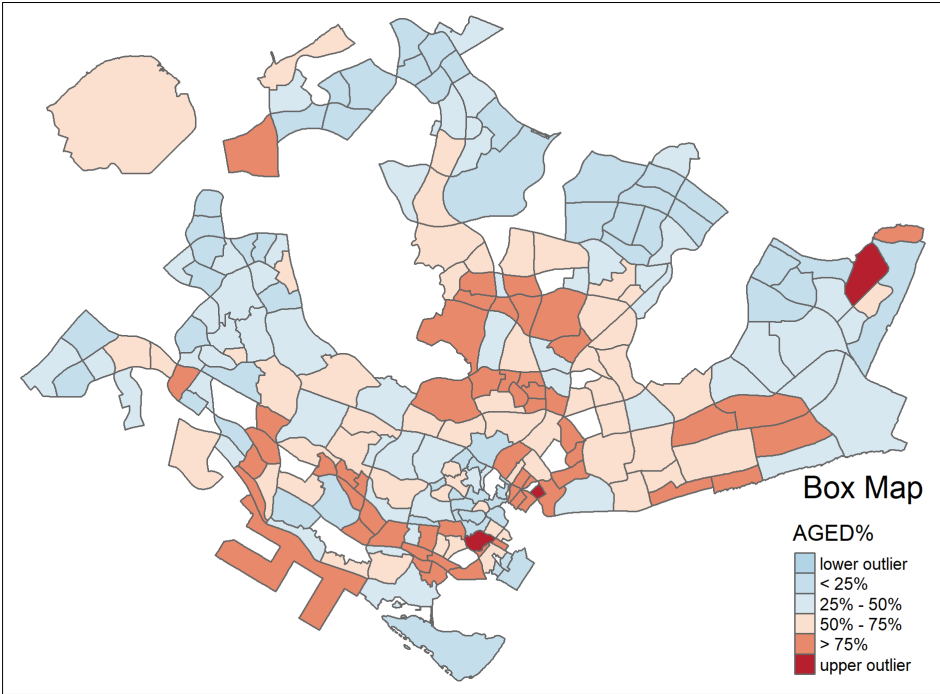 Box Map
AGED%
lower outlier
< 25%
25% - 50%
50% - 75%
> 75%
upper outlier